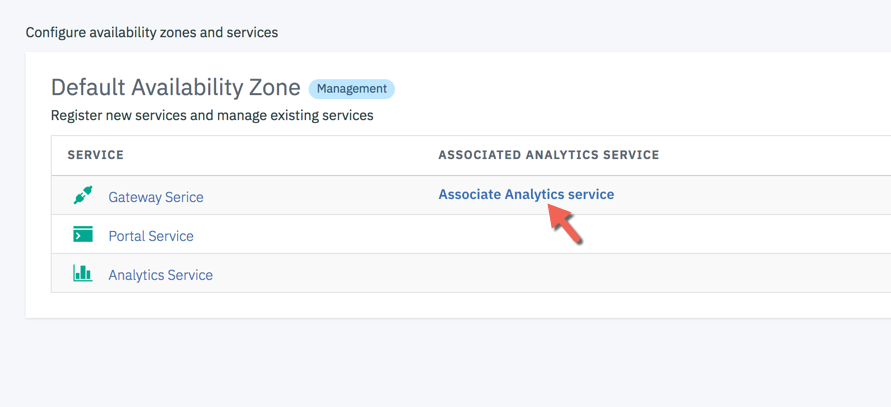 Configure availability zones and services
Default Availability Zone Management
Register new services and manage existing services
SERVICE ASSOCIATED ANALYTICS SERVICE
Gateway Serice Associate Analytics service
Portal Service
Analytics Service